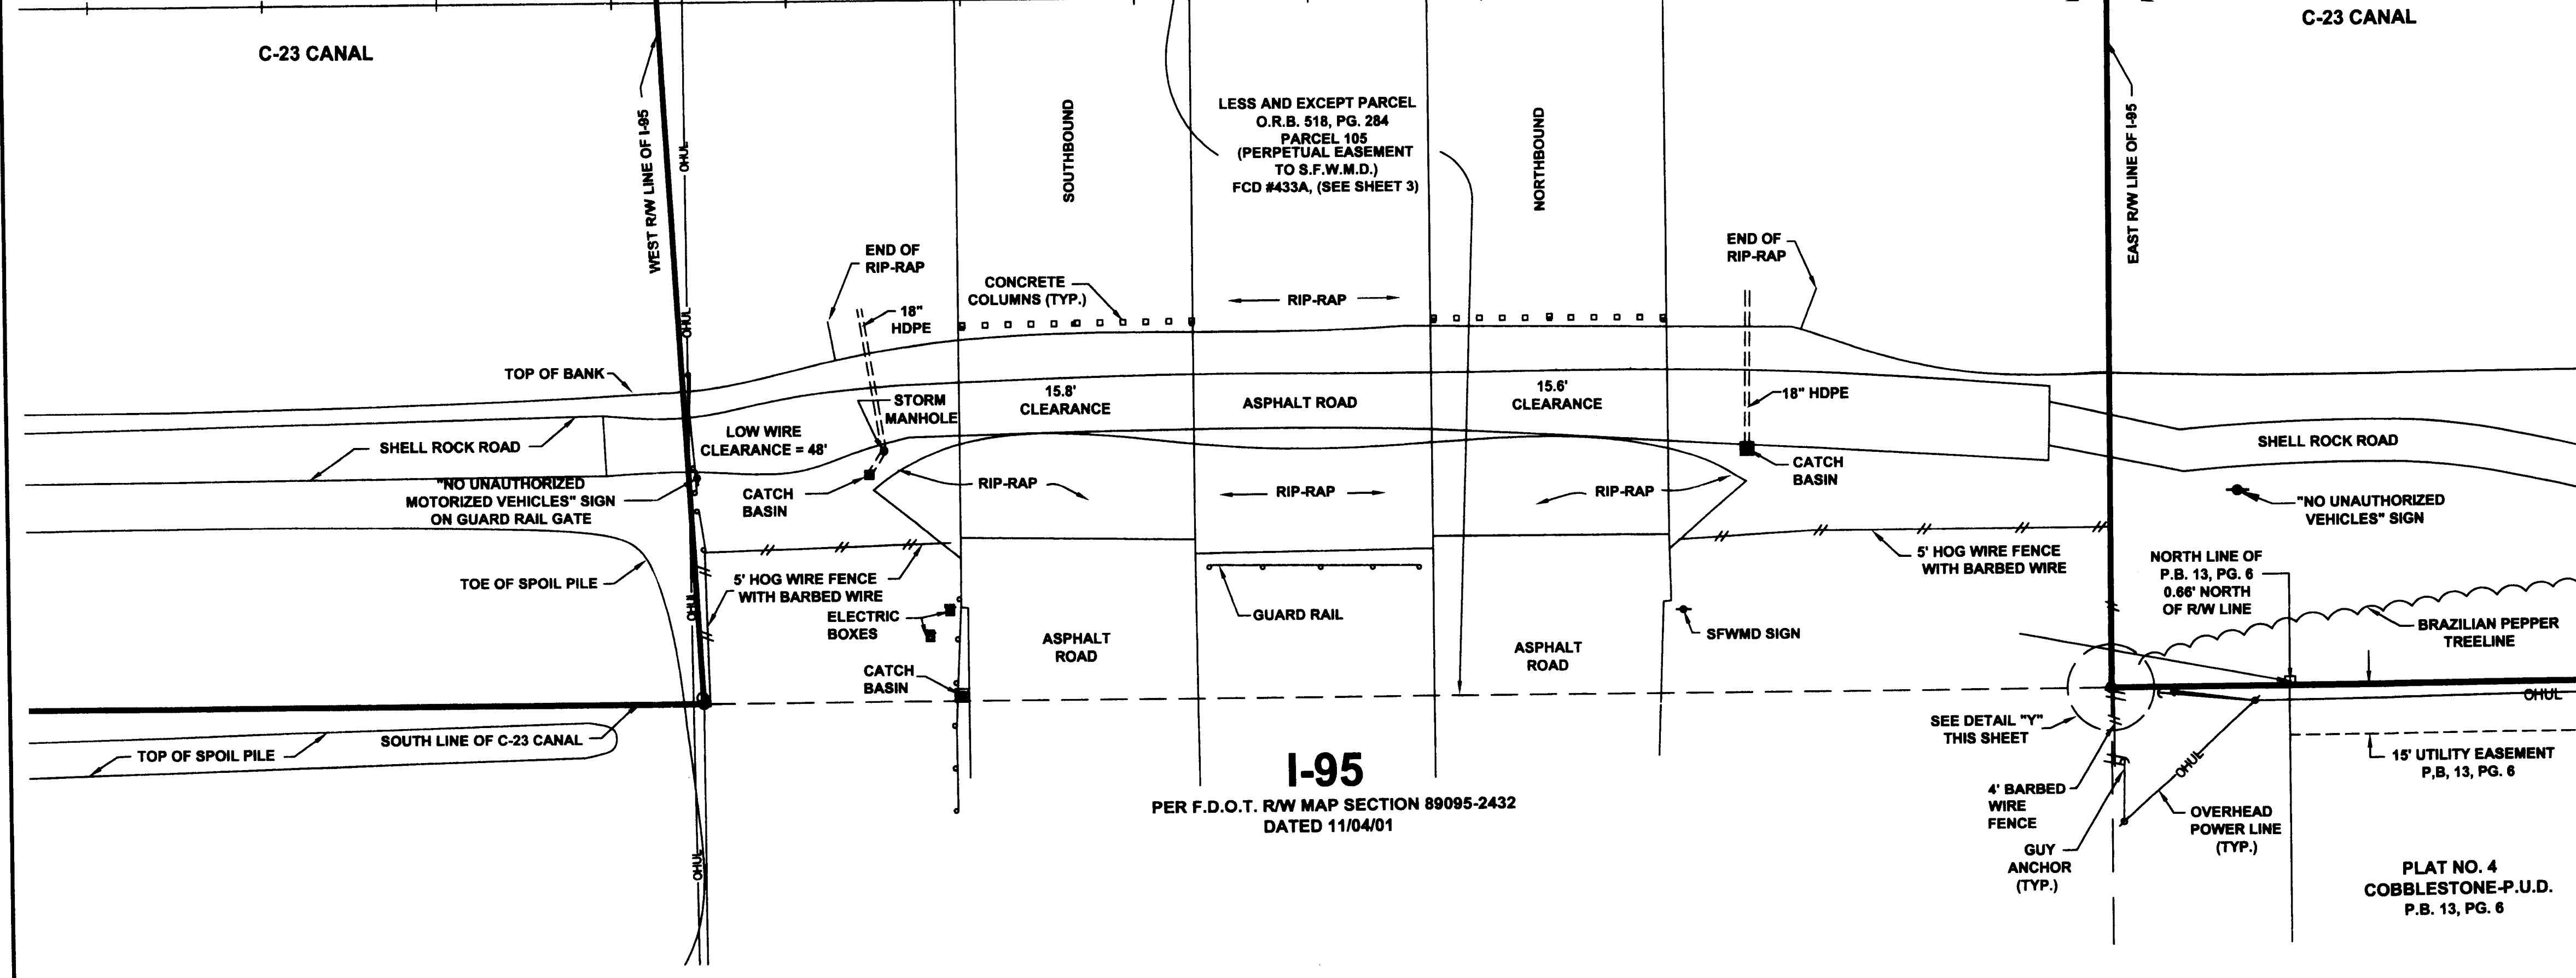 C-23 CANAL
C-23 CANAL
WEST R/W LINE OF I-95
OHUL
SOUTHBOUND
LESS AND EXCEPT PARCEL
O.R.B. 518, PG. 284
PARCEL 105
(PERPETUAL EASEMENT
TO S.F.W.M.D.)
FCD #433A, (SEE SHEET 3)
NORTHBOUND
EAST R/W LINE OF I-95
END OF
RIP-RAP
CONCRETE
COLUMNS (TYP.)
RIP-RAP
END OF
RIP-RAP
18"
HDPE
OHUL
TOP OF BANK
STORM
MANHOLE
15.8'
CLEARANCE
ASPHALT ROAD
15.6'
CLEARANCE
18" HDPE
SHELL ROCK ROAD
LOW WIRE
CLEARANCE = 48'
SHELL ROCK ROAD
"NO UNAUTHORIZED
MOTORIZED VEHICLES" SIGN
ON GUARD RAIL GATE
CATCH
BASIN
RIP-RAP
RIP-RAP
RIP-RAP
CATCH
BASIN
"NO UNAUTHORIZED
VEHICLES" SIGN
TOE OF SPOIL PILE
5' HOG WIRE FENCE
WITH BARBED WIRE
5' HOG WIRE FENCE
WITH BARBED WIRE
NORTH LINE OF
P.B. 13, PG. 6
0.66' NORTH
OF R/W LINE
OHUL
ELECTRIC
BOXES
GUARD RAIL
SFWMD SIGN
BRAZILIAN PEPPER
TREELINE
ASPHALT
ROAD
ASPHALT
ROAD
CATCH
BASIN
OHUL
TOP OF SPOIL PILE
SOUTH LINE OF C-23 CANAL
SEE DETAIL "Y"
THIS SHEET
15' UTILITY EASEMENT
P,B, 13, PG. 6
OHUL
I-95
PER F.D.O.T. R/W MAP SECTION 89095-2432
DATED 11/04/01
4' BARBED
WIRE
FENCE
OVERHEAD
POWER LINE
(TYP.)
GUY
ANCHOR
(TYP.)
OHUL
PLAT NO. 4
COBBLESTONE-P.U.D.
P.B. 13, PG. 6